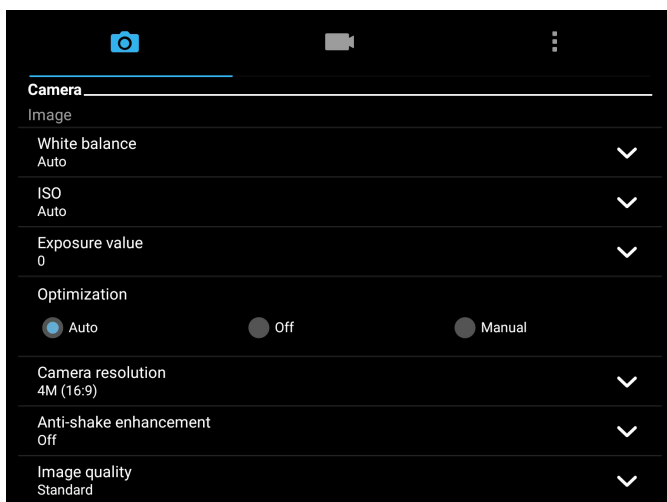 Camera
Image
White balance
Auto
ISO
Auto
Exposure value
0
Optimization
Auto Off Manual
Camera resolution
4M (16:9)
Anti-shake enhancement
Off
Image quality
Standard